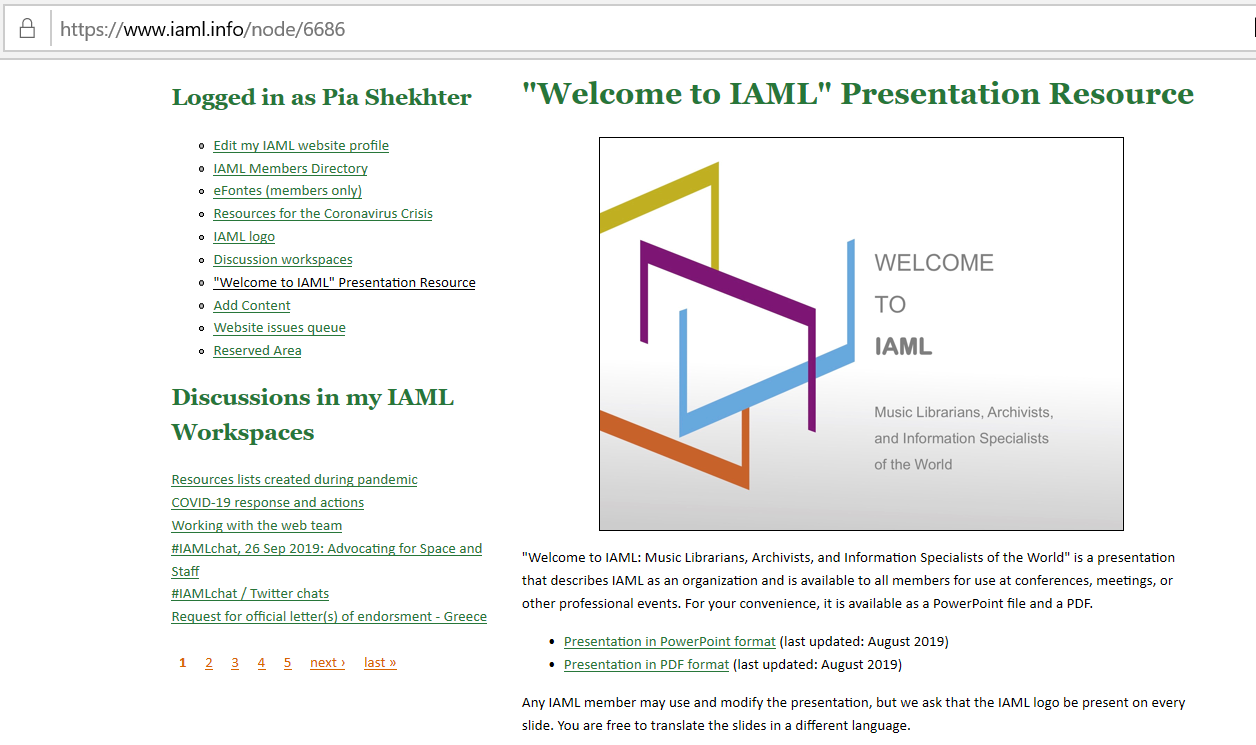 https://www.iaml.info/node/6686
Logged in as Pia Shekhter
Edit my IAML website profile
IAML Members Directory
eFontes (members only)
Resources for the Coronavirus Crisis
IAML logo
Discussion workspaces
"Welcome to IAML" Presentation Resource
Add Content
Website issues queue
Reserved Area
Discussions in my IAML
Workspaces
Resources lists created during pandemic
COVID-19 response and actions
Working with the web team
#IAMLchat, 26 Sep 2019: Advocating for Space and
Staff
#IAMLchat / Twitter chats
Request for official letter(s) of endorsment - Greece
1 2 3 4 5 next › last »
"Welcome to IAML" Presentation Resource
WELCOME
TO
IAML
Music Librarians, Archivists,
and Information Specialists
of the World
"Welcome to IAML: Music Librarians, Archivists, and Information Specialists of the World" is a presentation
that describes IAML as an organization and is available to all members for use at conferences, meetings, or
other professional events. For your convenience, it is available as a PowerPoint file and a PDF.
Presentation in PowerPoint format (last updated: August 2019)
Presentation in PDF format (last updated: August 2019)
Any IAML member may use and modify the presentation, but we ask that the IAML logo be present on every
slide. You are free to translate the slides in a different language.